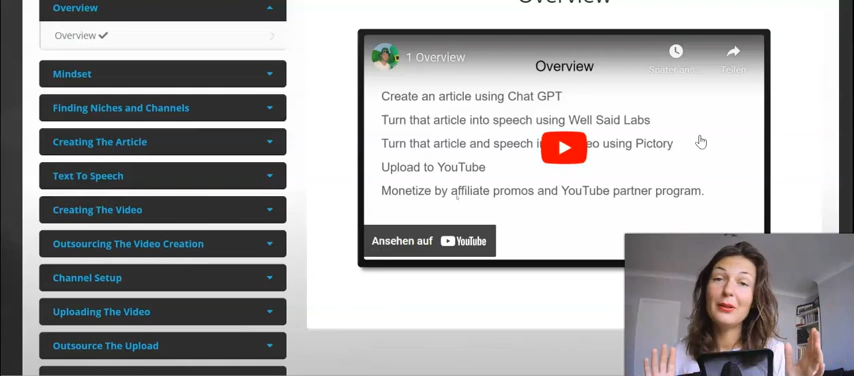 Overview
Overview
Overview
Mindset
Finding Niches and Channels
Creating The Article
Text To Speech
Creating The Video
Outsourcing The Video Creation
Channel Setup
Uploading The Video
Outsource The Upload
1 Overview
Overview
Teilen
Create an article using Chat GPT
Turn that article into speech using Well Said Labs
Turn that article and speech using Pictory
Upload to YouTube
Monetize by affiliate promos and YouTube partner program.
Ansehen auf YouTube